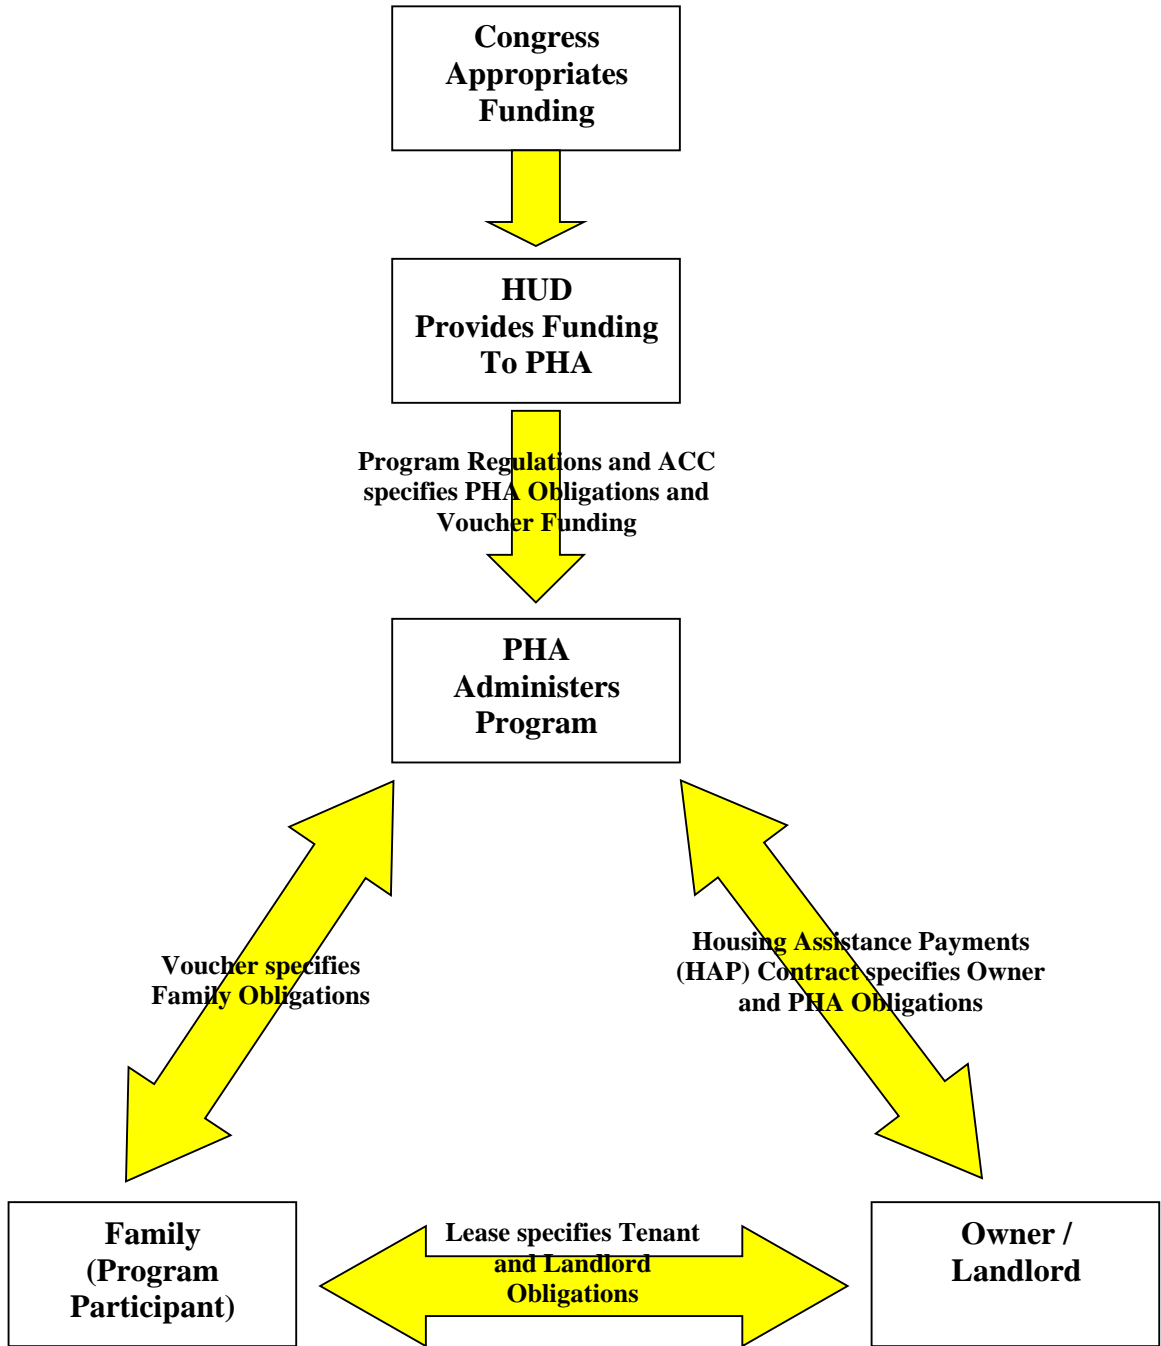 Congress
Appropriates
Funding
HUD
Provides Funding
To PHA
Program Regulations and ACC
specifies PHA Obligations and
Voucher Funding
PHA
Administers
Program
Voucher specifies
Family Obligations
Housing Assistance Payments
(HAP) Contract specifies Owner
and PHA Obligations
Family
(Program
Participant)
Lease specifies Tenant
and Landlord
Obligations
Owner /
Landlord